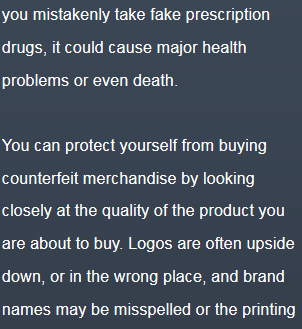 you mistakenly take fake prescription
drugs, it could cause major health
problems or even death.
You can protect yourself from buying
counterfeit merchandise by looking
closely at the quality of the product you
are about to buy. Logos are often upside
down, or in the wrong place, and brand
names may be misspelled or the printing